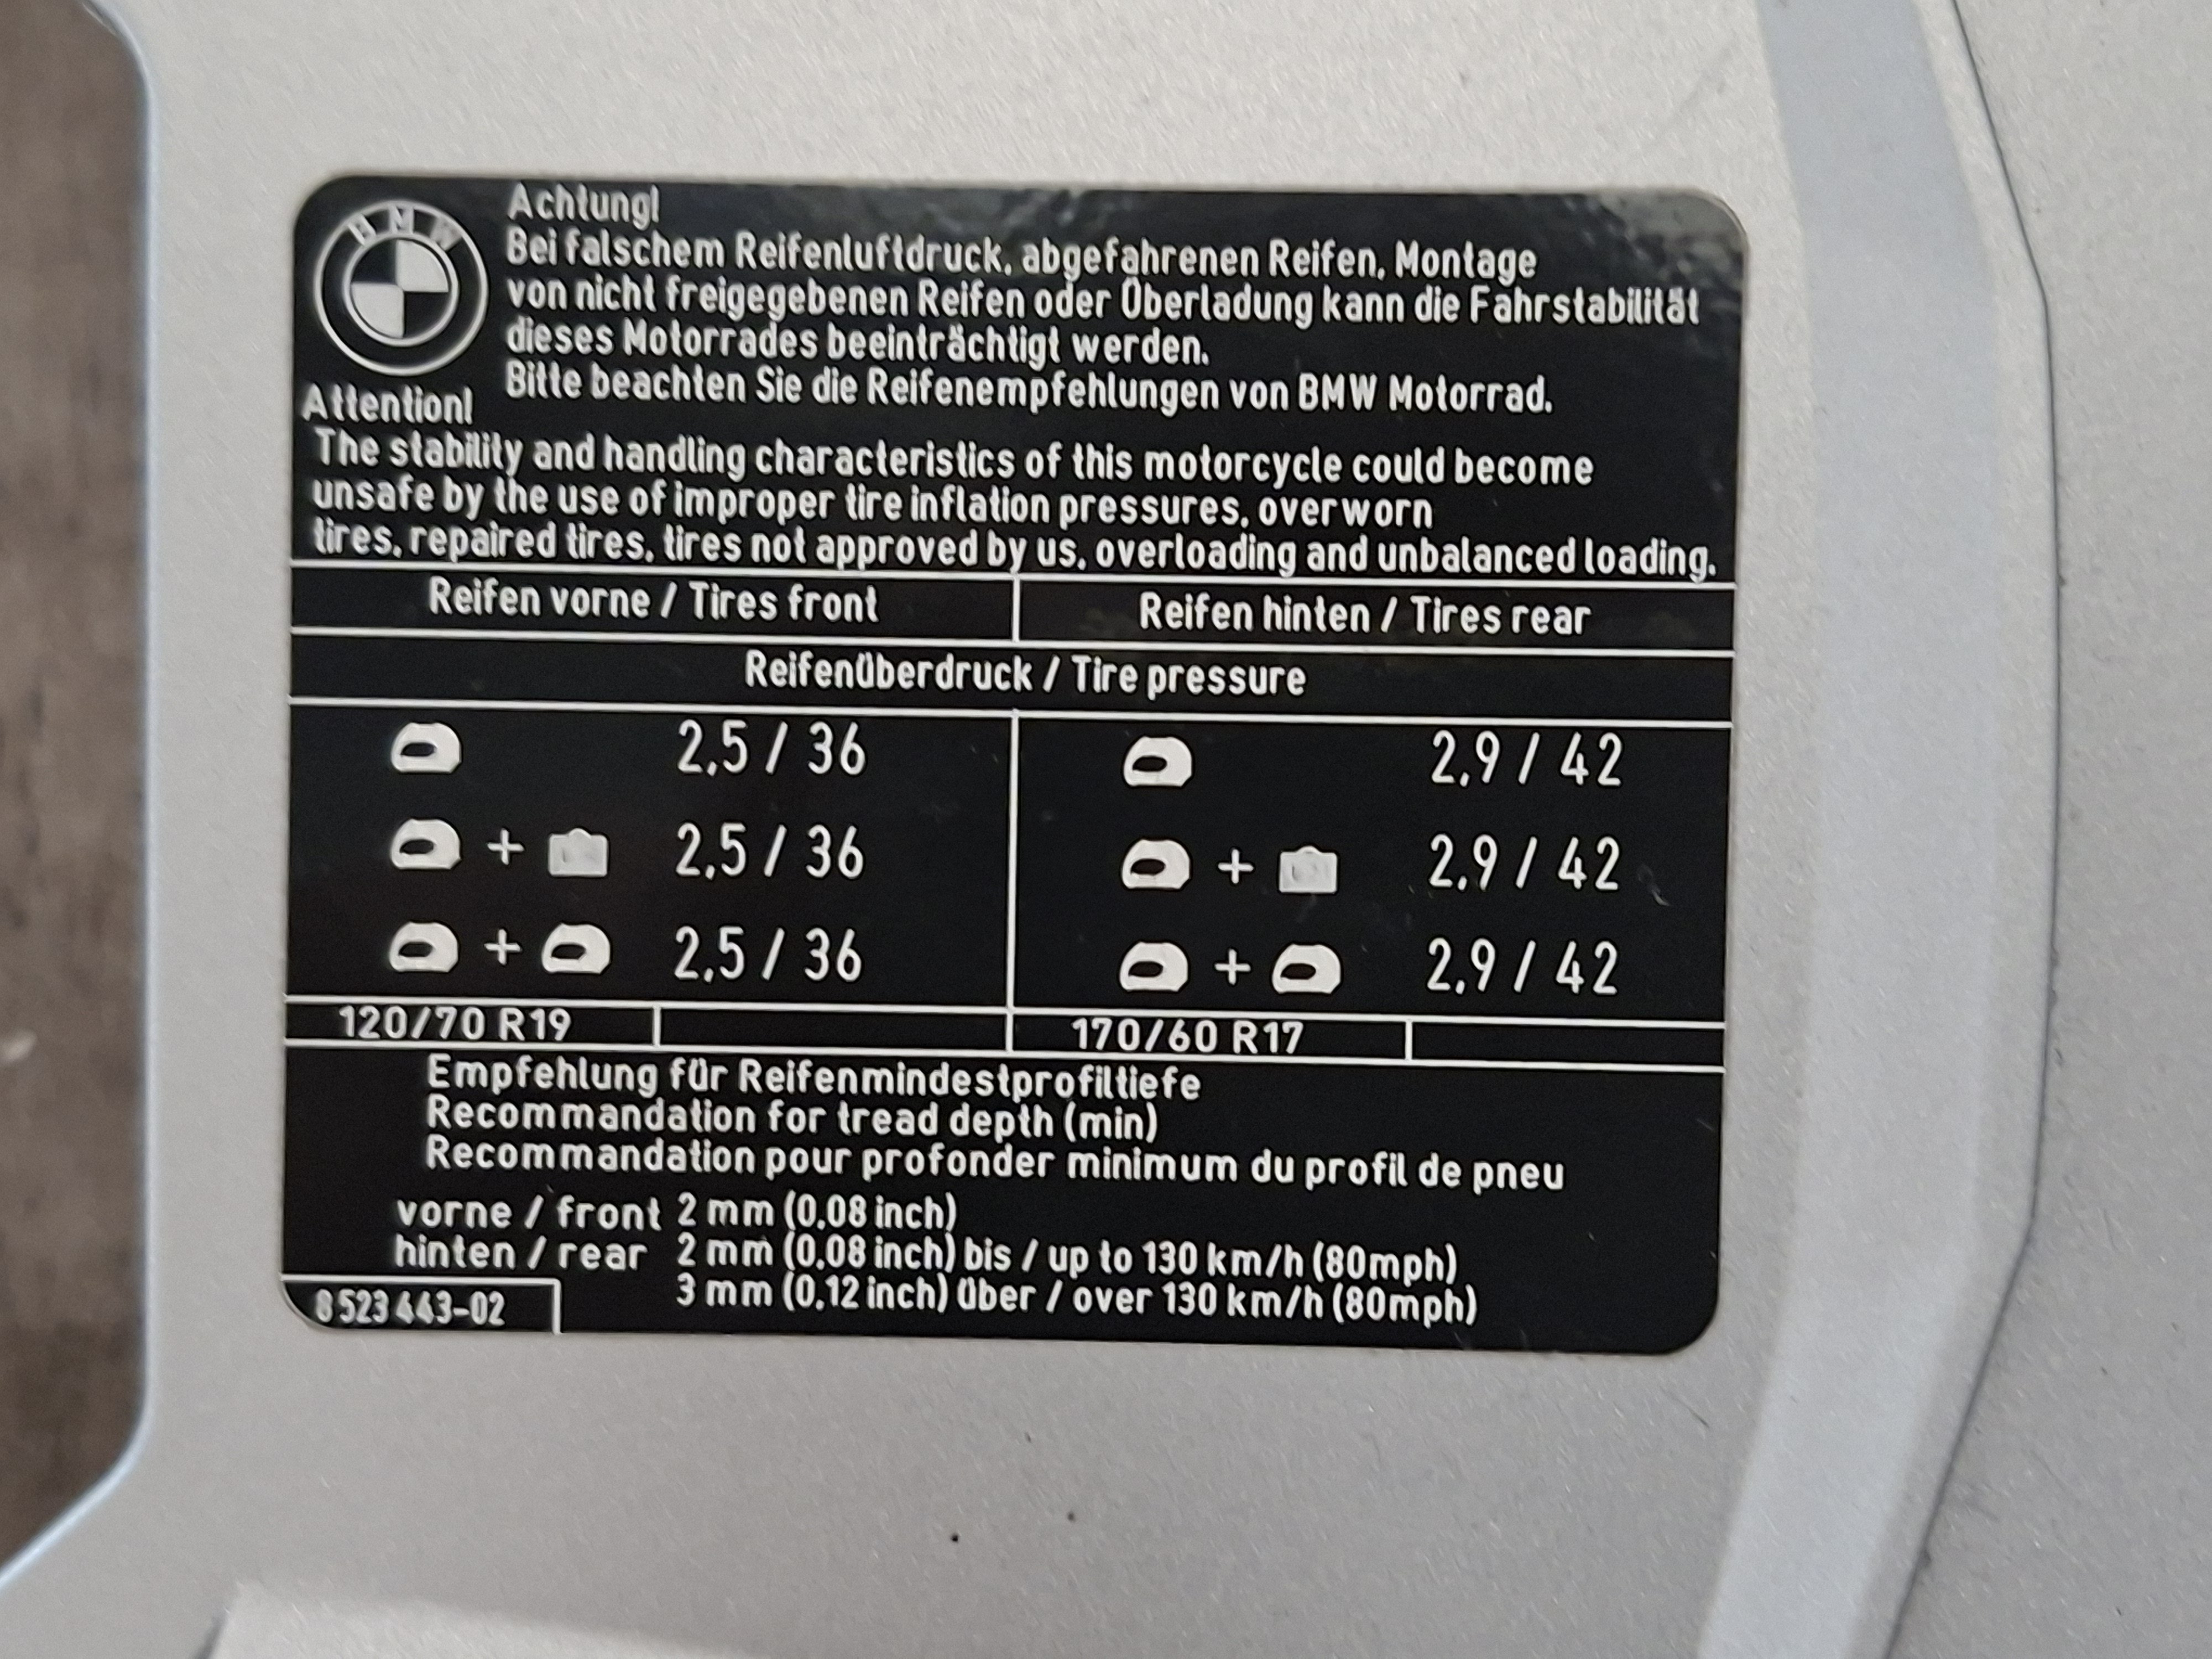 BMW
Achtung!
Bei falschem Reifenluftdruck, abgefahrenen Reifen, Montage
von nicht freigegebenen Reifen oder Überladung kann die Fahrstabilität
dieses Motorrades beeinträchtigt werden.
Bitte beachten Sie die Reifenempfehlungen von BMW Motorrad.
Attention!
The stability and handling characteristics of this motorcycle could become
unsafe by the use of improper tire inflation pressures, overworn
tires, repaired tires, tires not approved by us, overloading and unbalanced loading.
Reifen vorne / Tires front
Reifen hinten / Tires rear
Reifenüberdruck / Tire pressure
2,5 / 36
2,9 / 42
+ 2,5 / 36
+ 2,9 / 42
+ 2,5 / 36
+ 2,9 / 42
120/70 R19
170/60 R17
Empfehlung für Reifenmindestprofiltiefe
Recommandation for tread depth (min)
Recommandation pour profonder minimum du profil de pneu
vorne / front 2 mm (0,08 inch)
hinten / rear 2 mm (0,08 inch) bis / up to 130 km/h (80mph)
3 mm (0,12 inch) über / over 130 km/h (80mph)
8 523 443-02